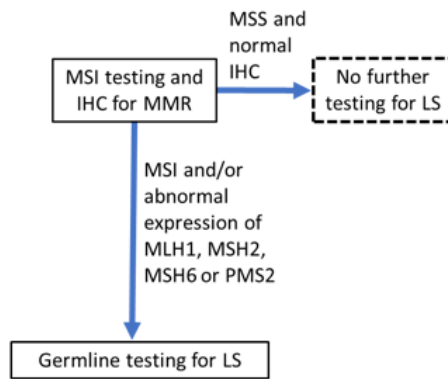 MSS and
normal
IHC
MSI testing and
IHC for MMR
No further
testing for LS
MSI and/or
abnormal
expression of
MLH1, MSH2,
MSH6 or PMS2
Germline testing for LS